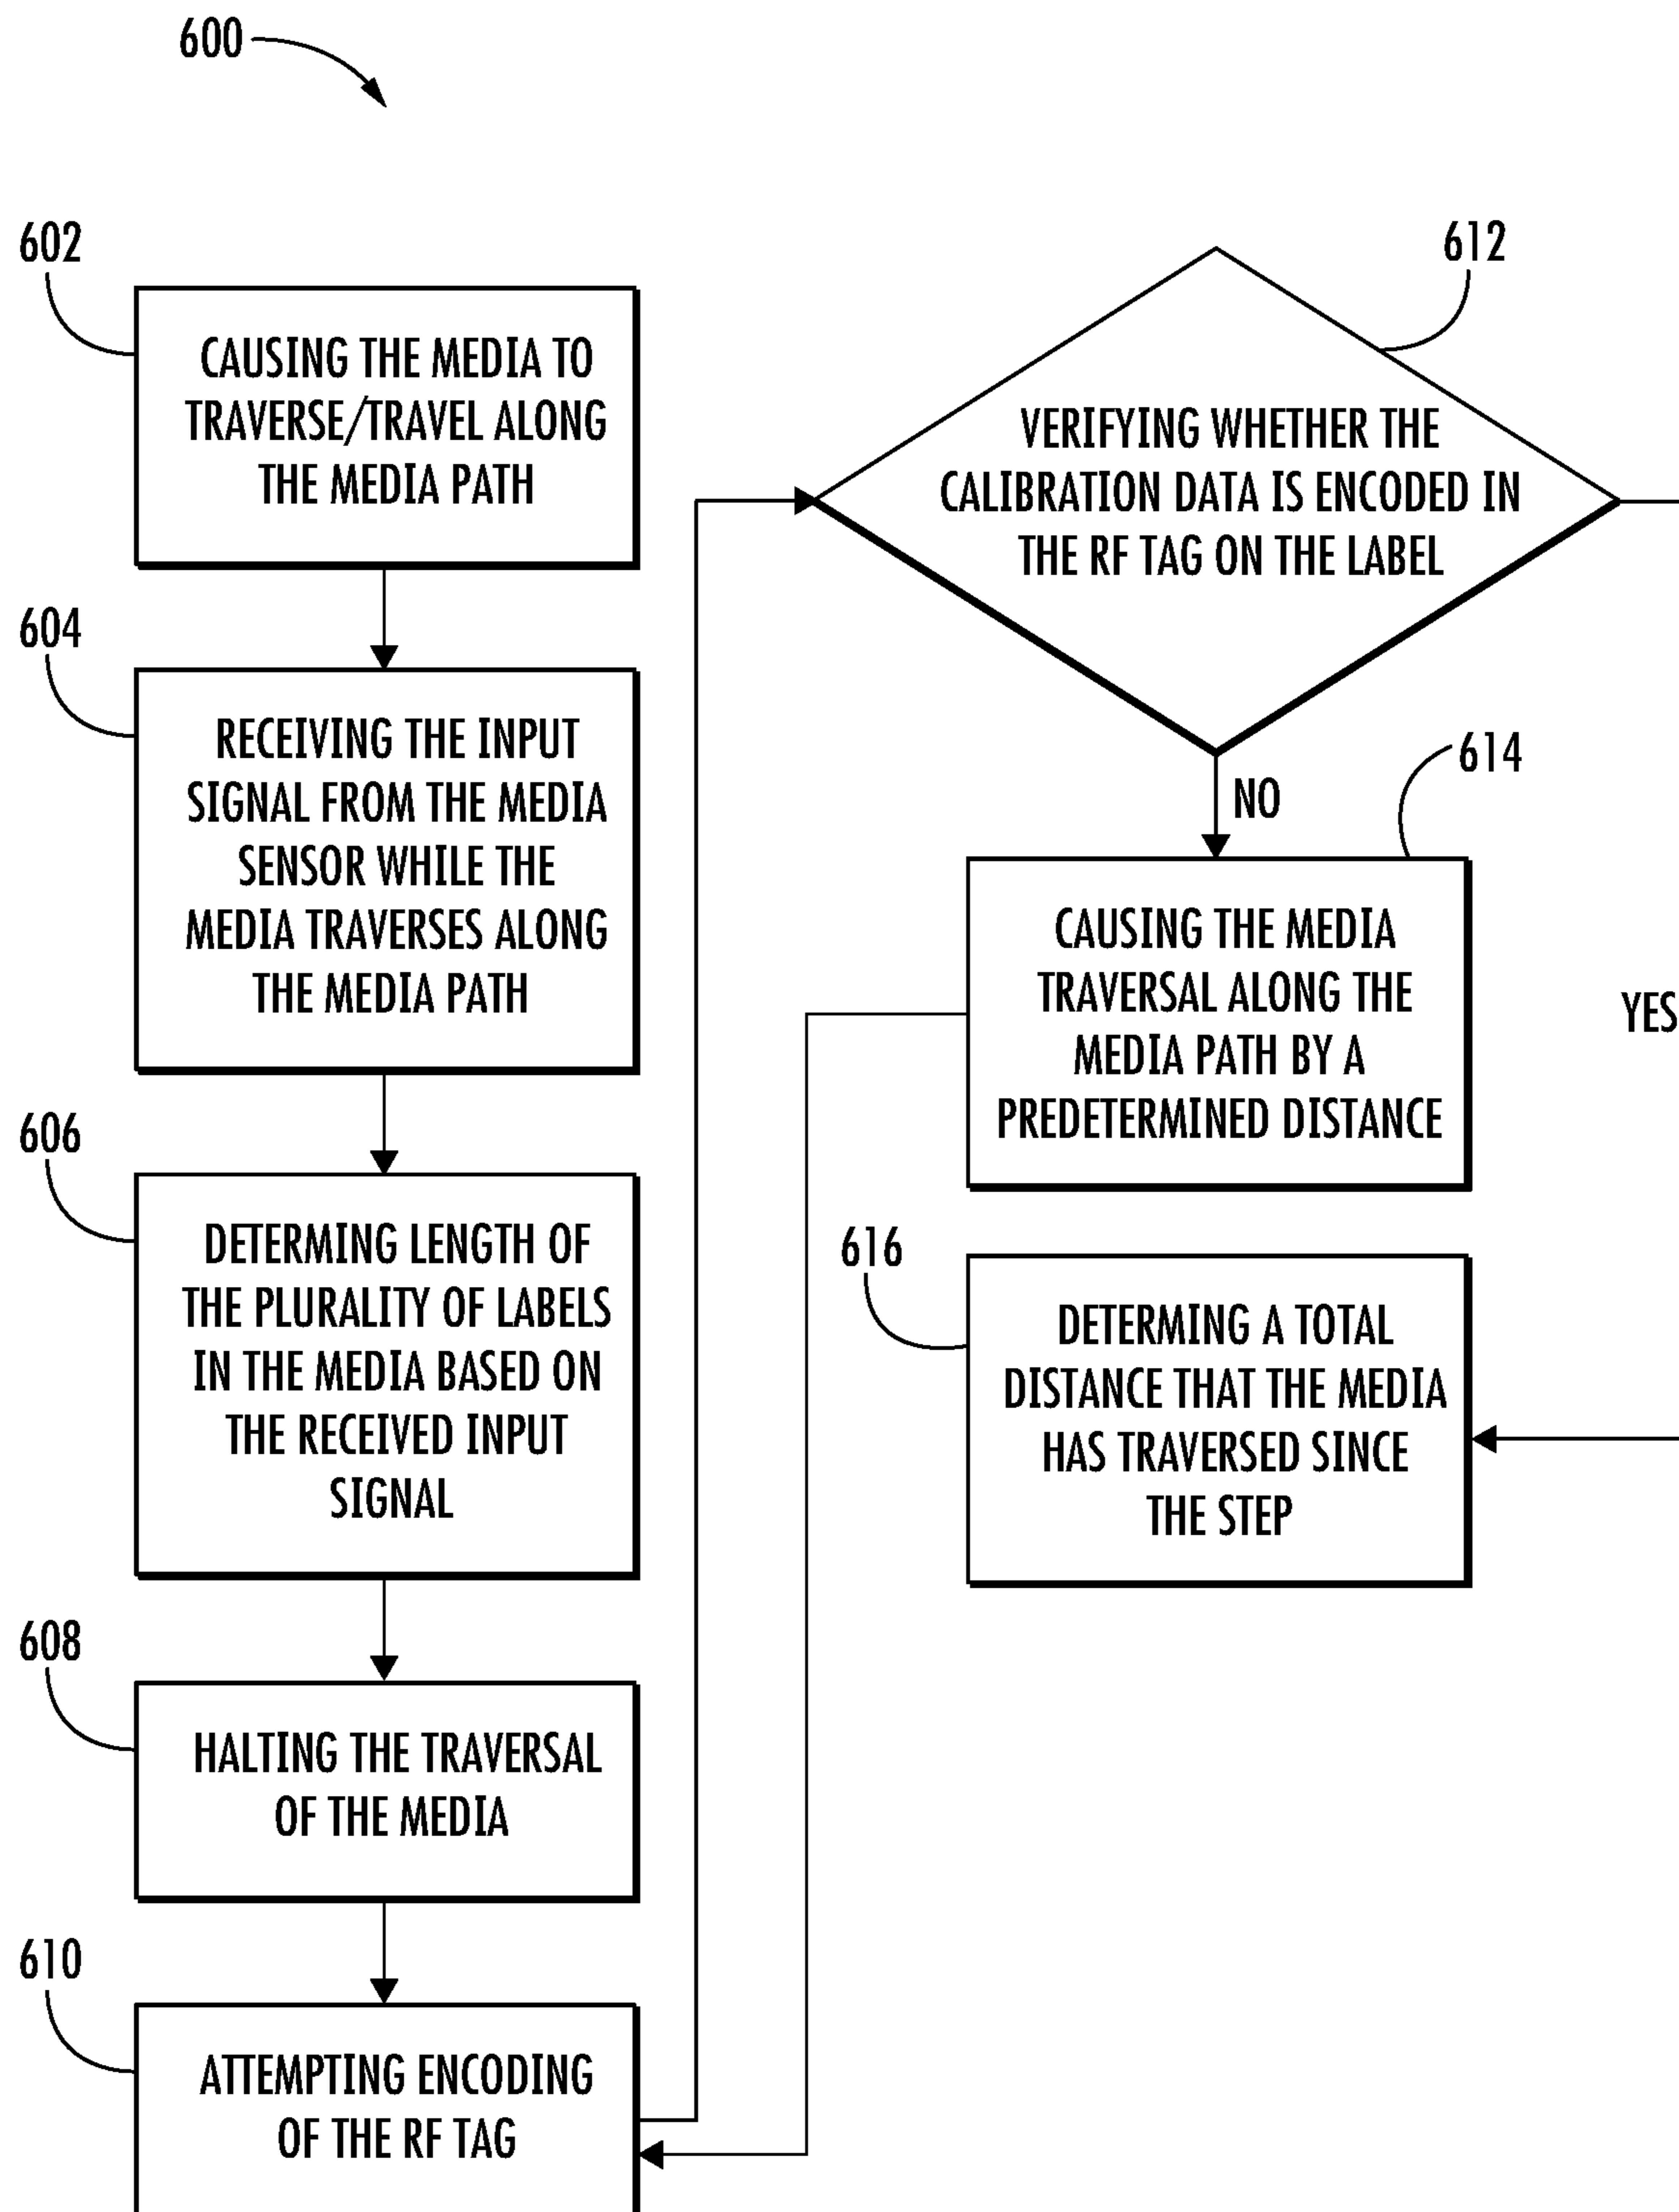 600
602
CAUSING THE MEDIA TO
TRAVERSE/TRAVEL ALONG
THE MEDIA PATH
604
RECEIVING THE INPUT
SIGNAL FROM THE MEDIA
SENSOR WHILE THE
MEDIA TRAVERSES ALONG
THE MEDIA PATH
606
DETERMING LENGTH OF
THE PLURALITY OF LABELS
IN THE MEDIA BASED ON
THE RECEIVED INPUT
SIGNAL
608
HALTING THE TRAVERSAL
OF THE MEDIA
610
ATTEMPTING ENCODING
OF THE RF TAG
612
VERIFYING WHETHER THE
CALIBRATION DATA IS ENCODED IN
THE RF TAG ON THE LABEL
NO
614
CAUSING THE MEDIA
TRAVERSAL ALONG THE
MEDIA PATH BY A
PREDETERMINED DISTANCE
YES
616
DETERMING A TOTAL
DISTANCE THAT THE MEDIA
HAS TRAVERSED SINCE
THE STEP